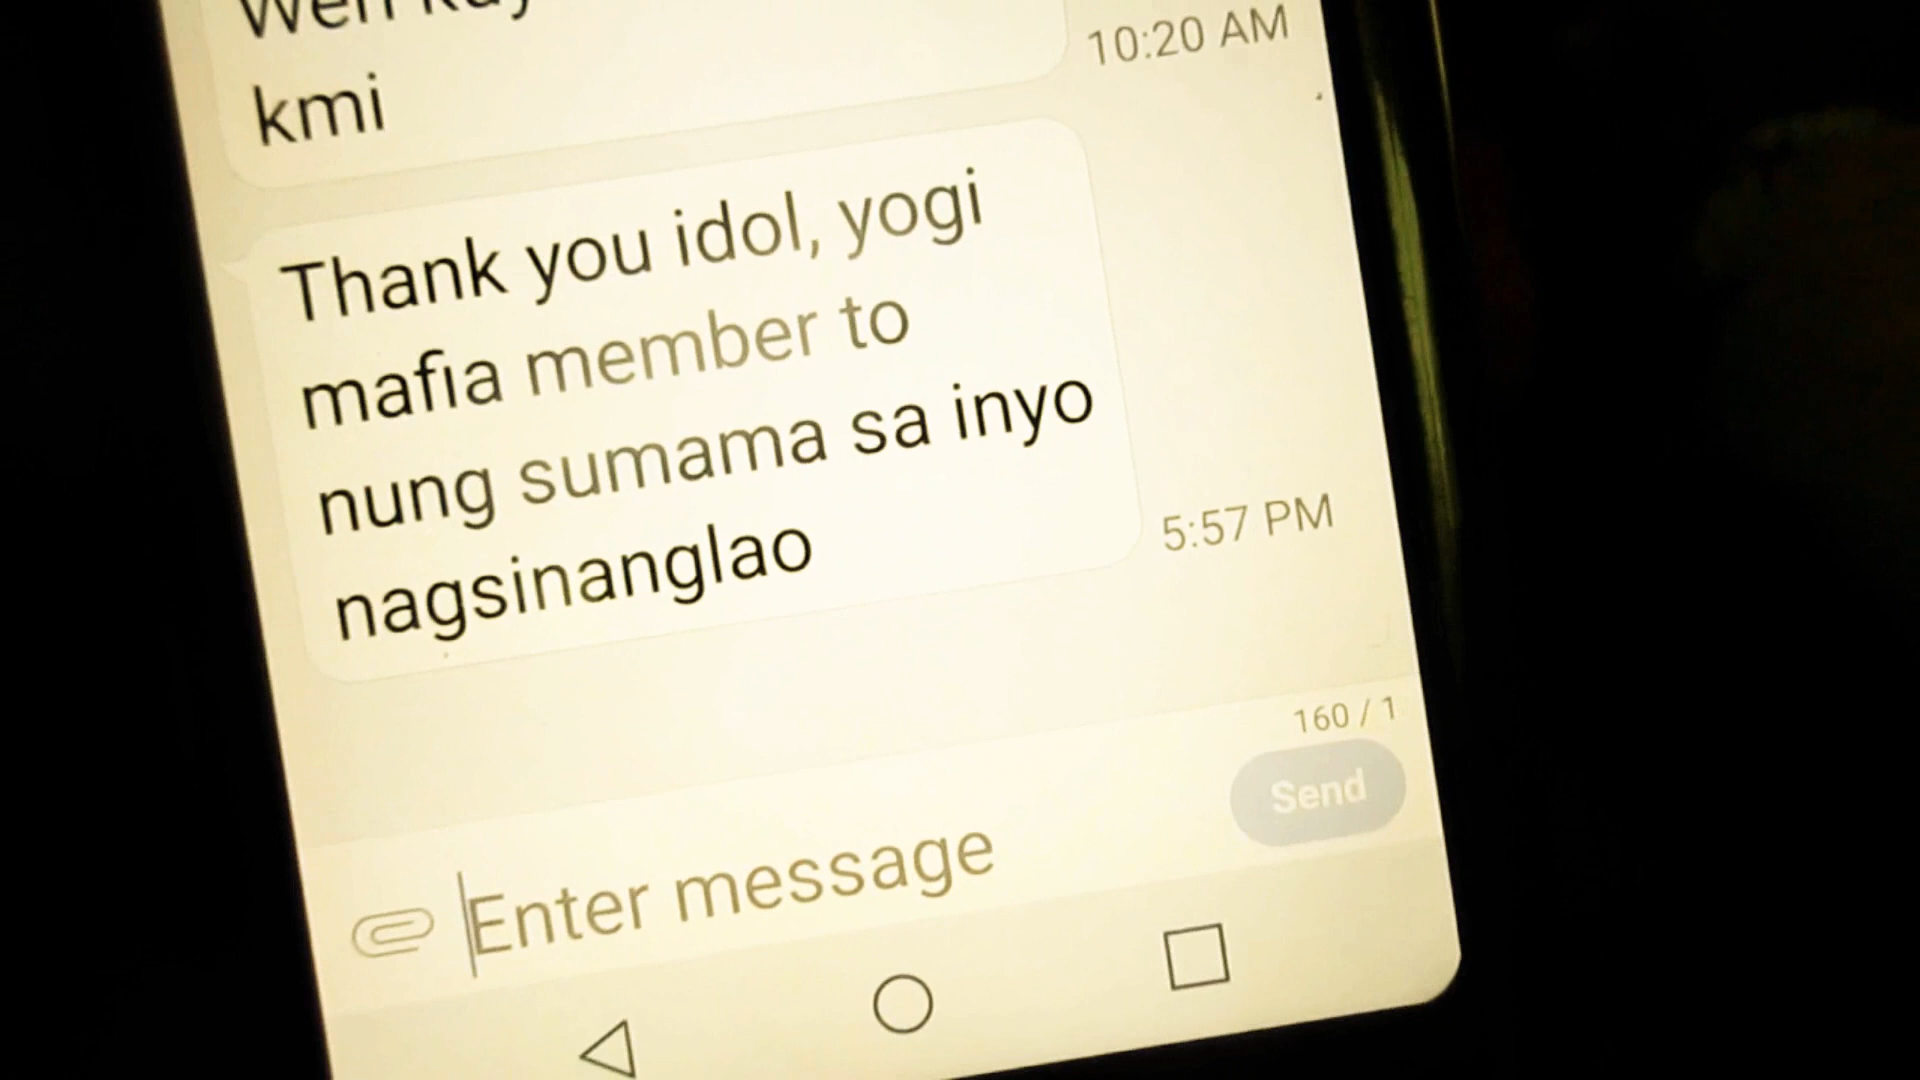 kmi
10:20 AM
Thank you idol, yogi
mafia member to
nung sumama sa inyo
nagsinanglao
5:57 PM
160 / 1
Send
Enter message